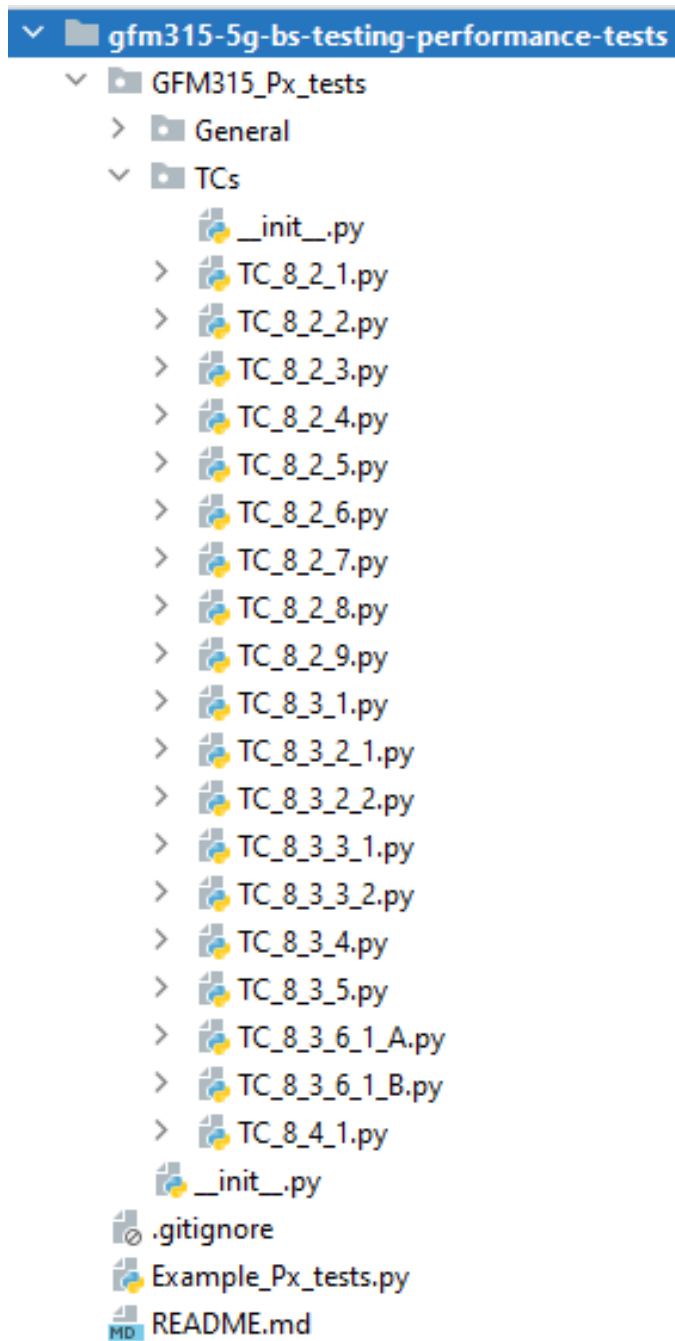 gfm315-5g-bs-testing-performance-tests
GFM315_Px_tests
General
TCs
__init__.py
TC_8_2_1.py
TC_8_2_2.py
TC_8_2_3.py
TC_8_2_4.py
TC_8_2_5.py
TC_8_2_6.py
TC_8_2_7.py
TC_8_2_8.py
TC_8_2_9.py
TC_8_3_1.py
TC_8_3_2_1.py
TC_8_3_2_2.py
TC_8_3_3_1.py
TC_8_3_3_2.py
TC_8_3_4.py
TC_8_3_5.py
TC_8_3_6_1_A.py
TC_8_3_6_1_B.py
TC_8_4_1.py
__init__.py
.gitignore
Example_Px_tests.py
MD README.md